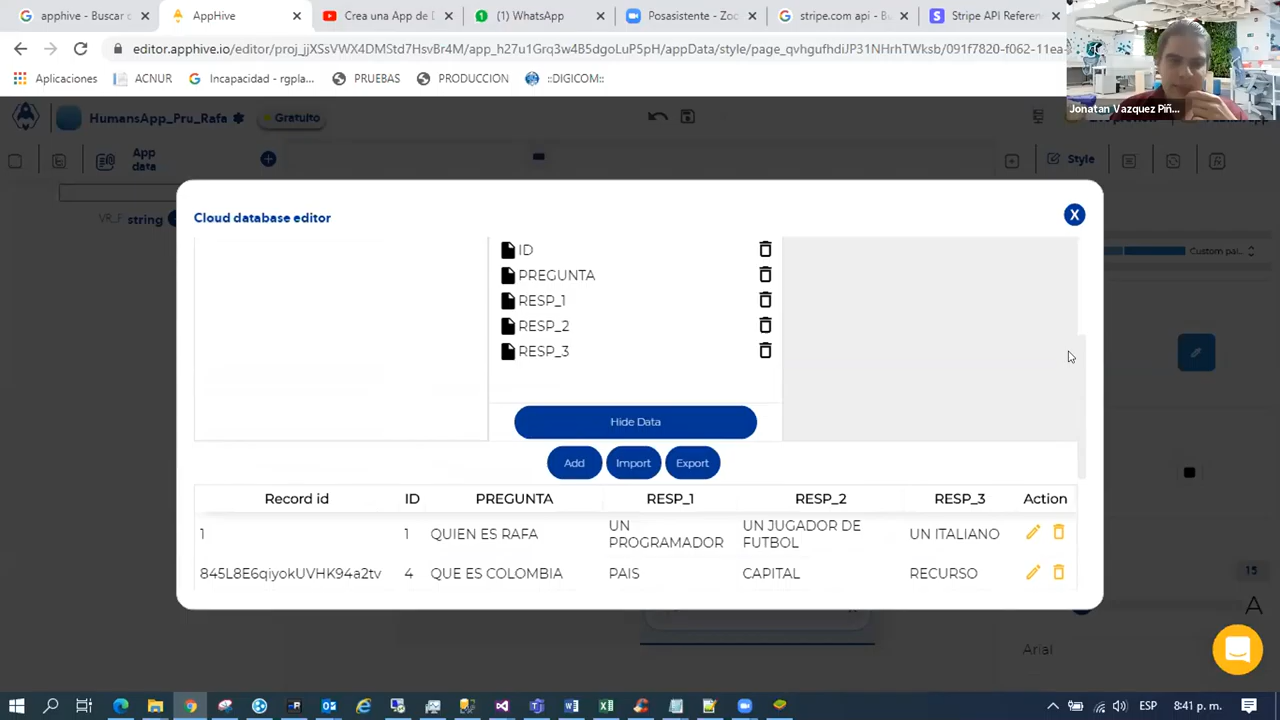 apphive - Buscar c
AppHive
Crea una App de D
WhatsApp
Posasistente - Zoo
stripe.com api - Bu
Stripe API Referen
editor.apphive.io/editor/proj_jjXSsVWX4DMStd7HsvBr4M/app_h27u1Grq3w4B5dgoLuP5pH/appData/style/page_qvhgufhdiJP31NHrhTWksb/091f7820-f062-11ea-
Aplicaciones
ACNUR
Incapacidad - rgpla...
PRUEBAS
PRODUCCION
::DIGICOM::
Jonatan Vazquez Piñ...
HumansApp_Pru_Rafa
Gratuito
App data
Style
string
Custom pal...
Cloud database editor
X
ID
PREGUNTA
RESP_1
RESP_2
RESP_3
Hide Data
Add Import Export
Record id ID PREGUNTA RESP_1 RESP_2 RESP_3 Action
1 1 QUIEN ES RAFA UN PROGRAMADOR UN JUGADOR DE FUTBOL UN ITALIANO
845L8E6qiyokUVHK94a2tv 4 QUE ES COLOMBIA PAIS CAPITAL RECURSO
15
A
Arial
ESP 8:41 p. m.